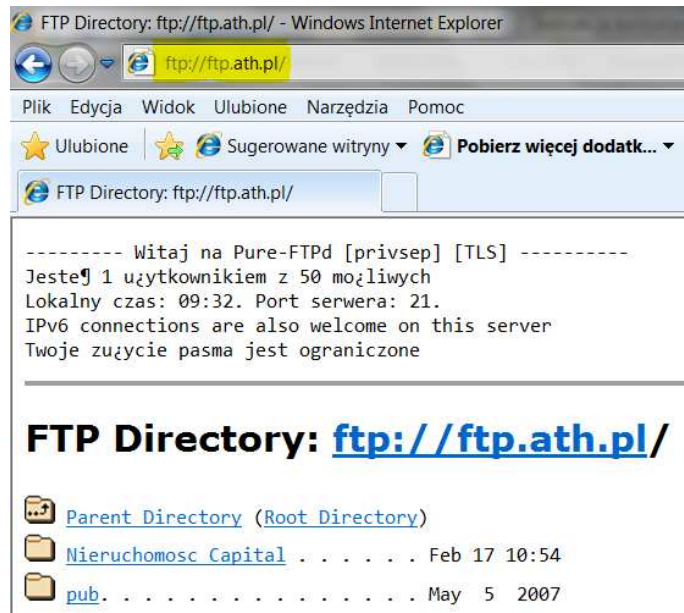 FTP Directory: ftp://ftp.ath.pl/ - Windows Internet Explorer
ftp://ftp.ath.pl/
Plik Edycja Widok Ulubione Narzędzia Pomoc
Ulubione Sugerowane witryny Pobierz więcej dodatk...
FTP Directory: ftp://ftp.ath.pl/
--------- Witaj na Pure-FTPd [privsep] [TLS] ----------
Jeste¶ 1 u¿ytkownikiem z 50 mo¿liwych
Lokalny czas: 09:32. Port serwera: 21.
IPv6 connections are also welcome on this server
Twoje zu¿ycie pasma jest ograniczone
FTP Directory: ftp://ftp.ath.pl/
Parent Directory (Root Directory)
Nieruchomosc Capital . . . . . . Feb 17 10:54
pub. . . . . . . . . . . . . . . May 5 2007